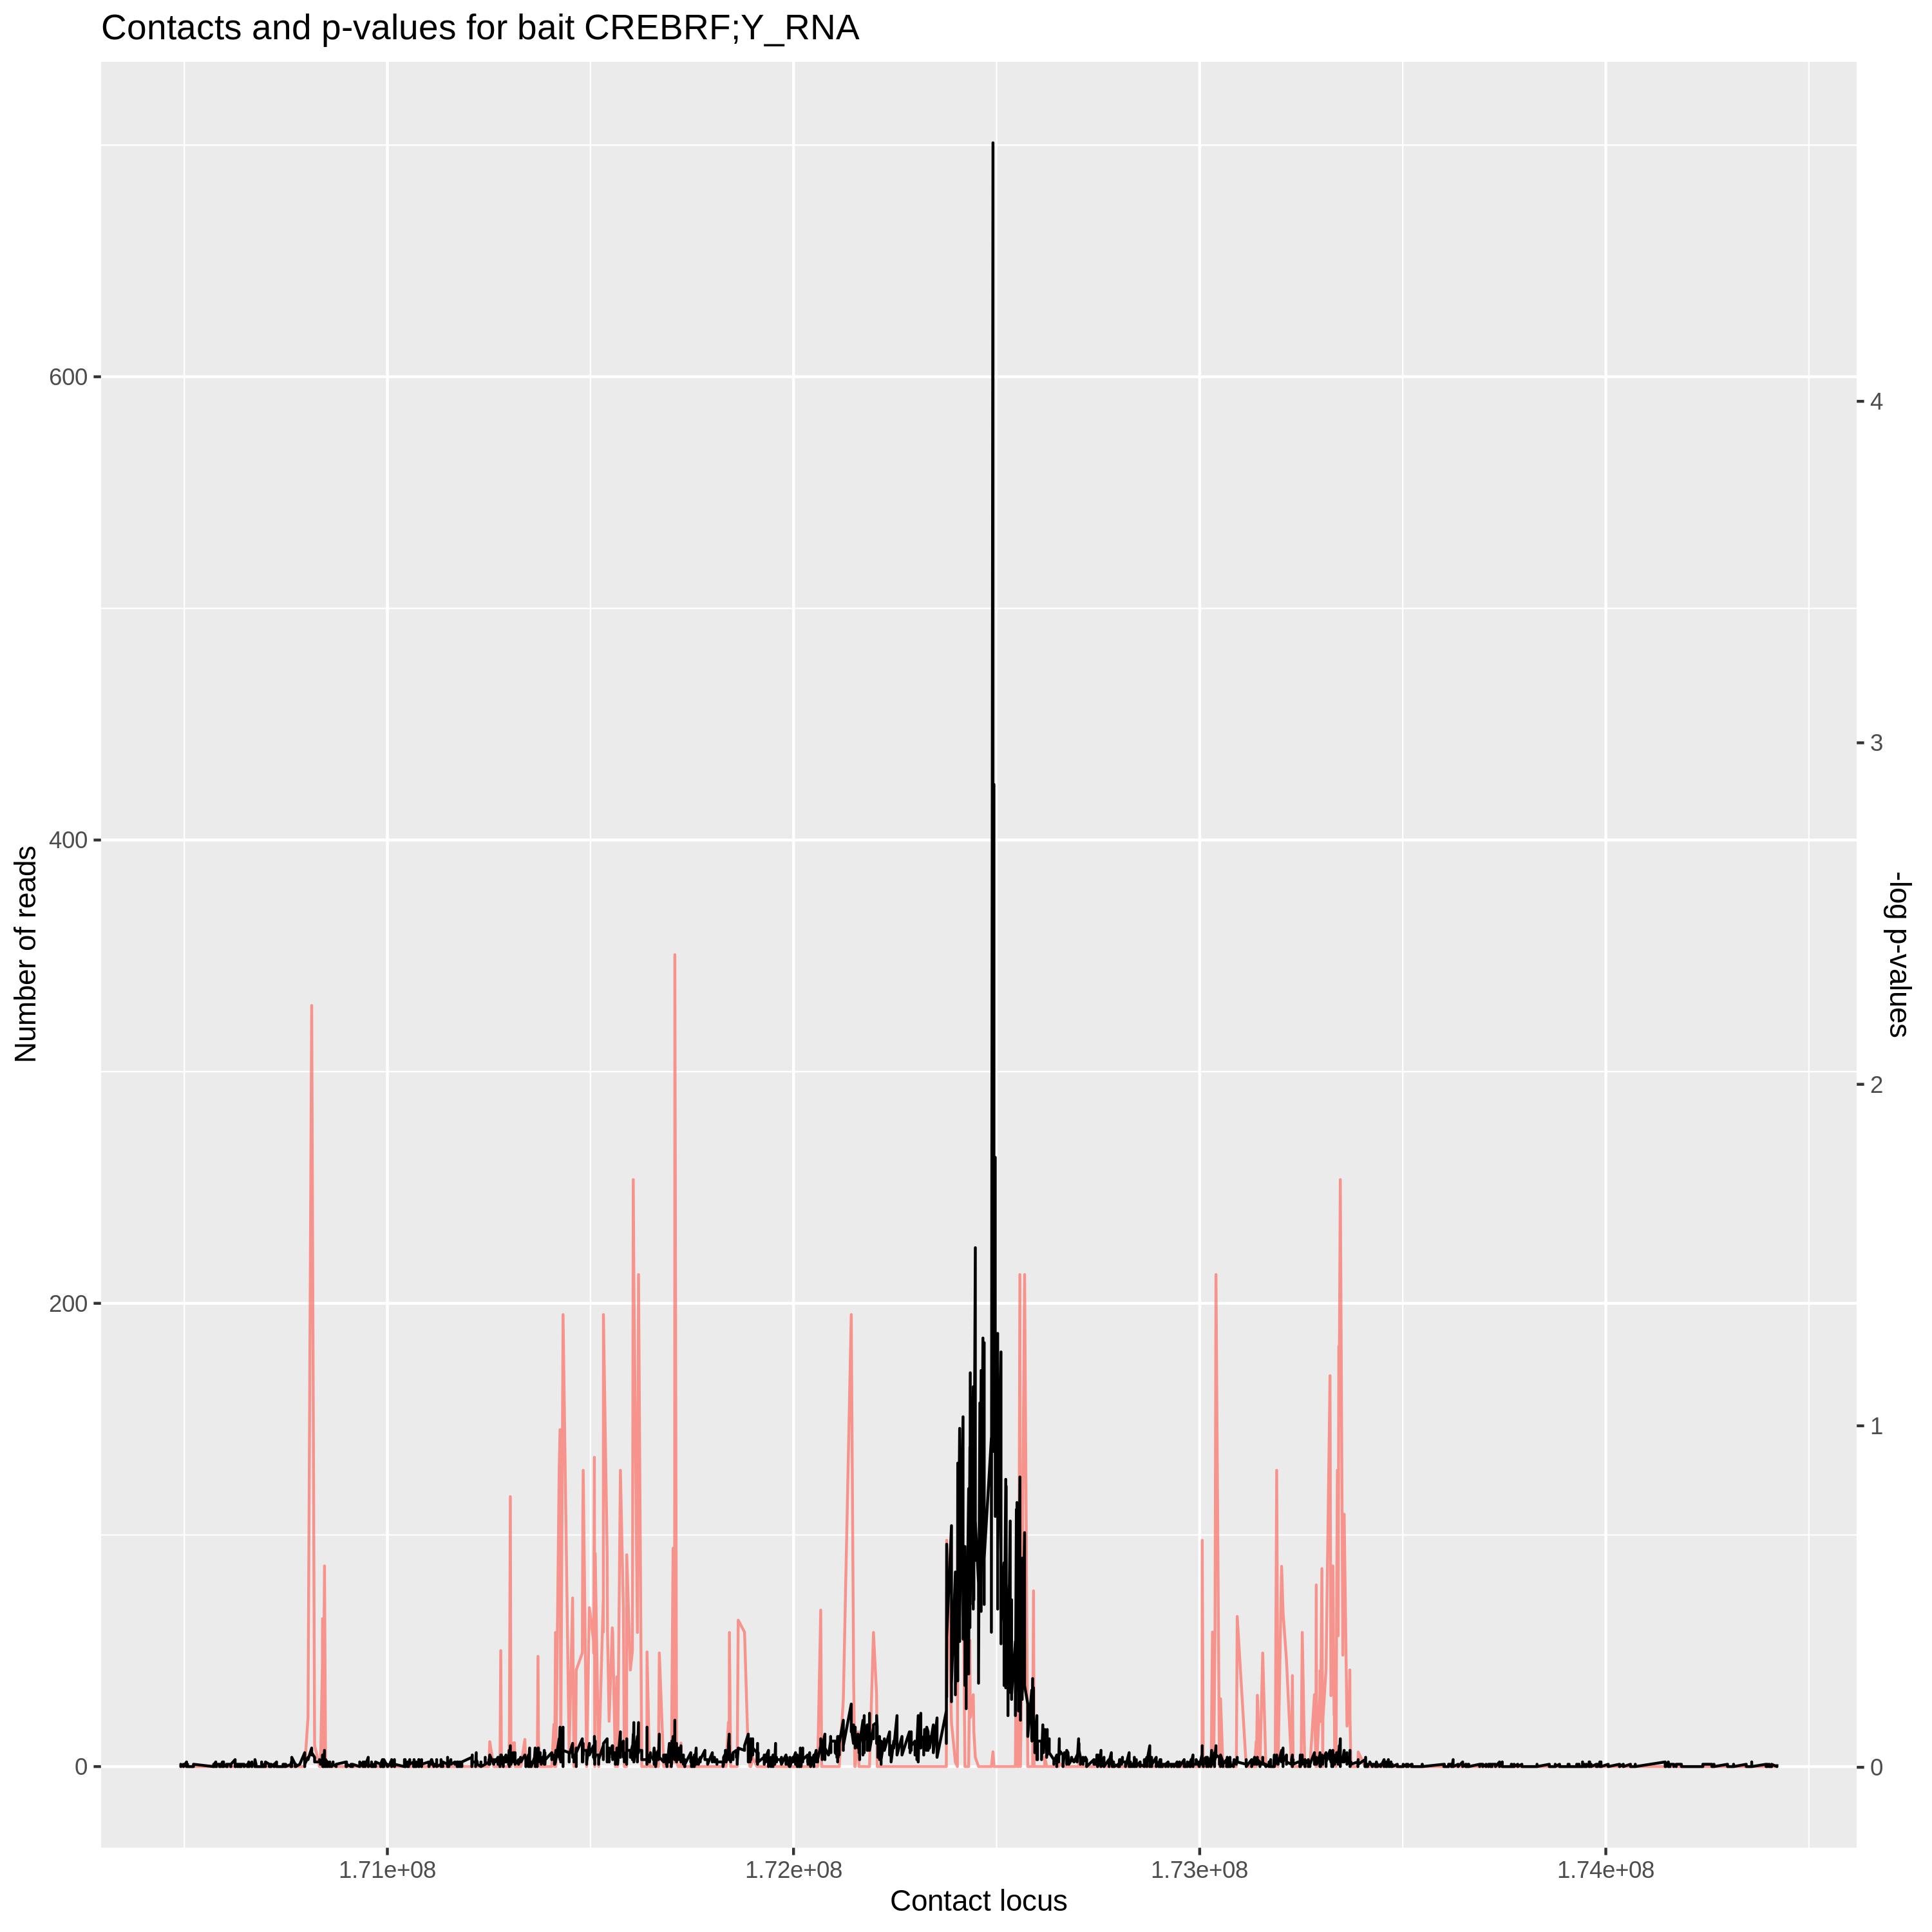 Contacts and p-values for bait CREBRF;Y_RNA
600
400
200
0
Number of reads
4
3
2
1
0
-log p-values
1.71e+08
1.72e+08
1.73e+08
1.74e+08
Contact locus